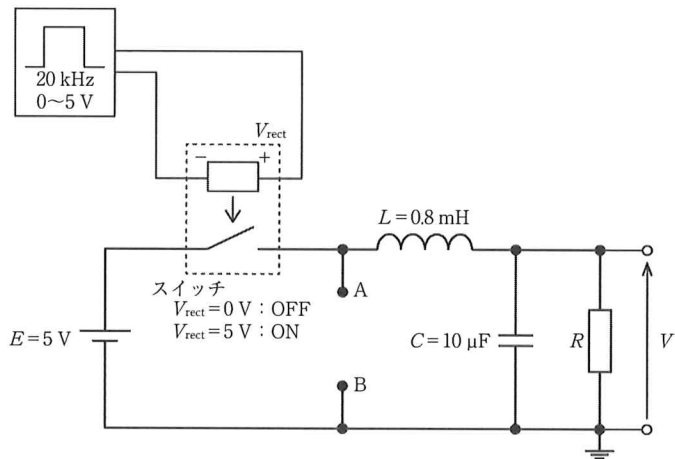 20 kHz
0～5 V
V_rect
− +
L＝0.8 mH
スイッチ
V_rect＝0 V：OFF
V_rect＝5 V：ON
A
E＝5 V
C＝10 μF
R
V
B